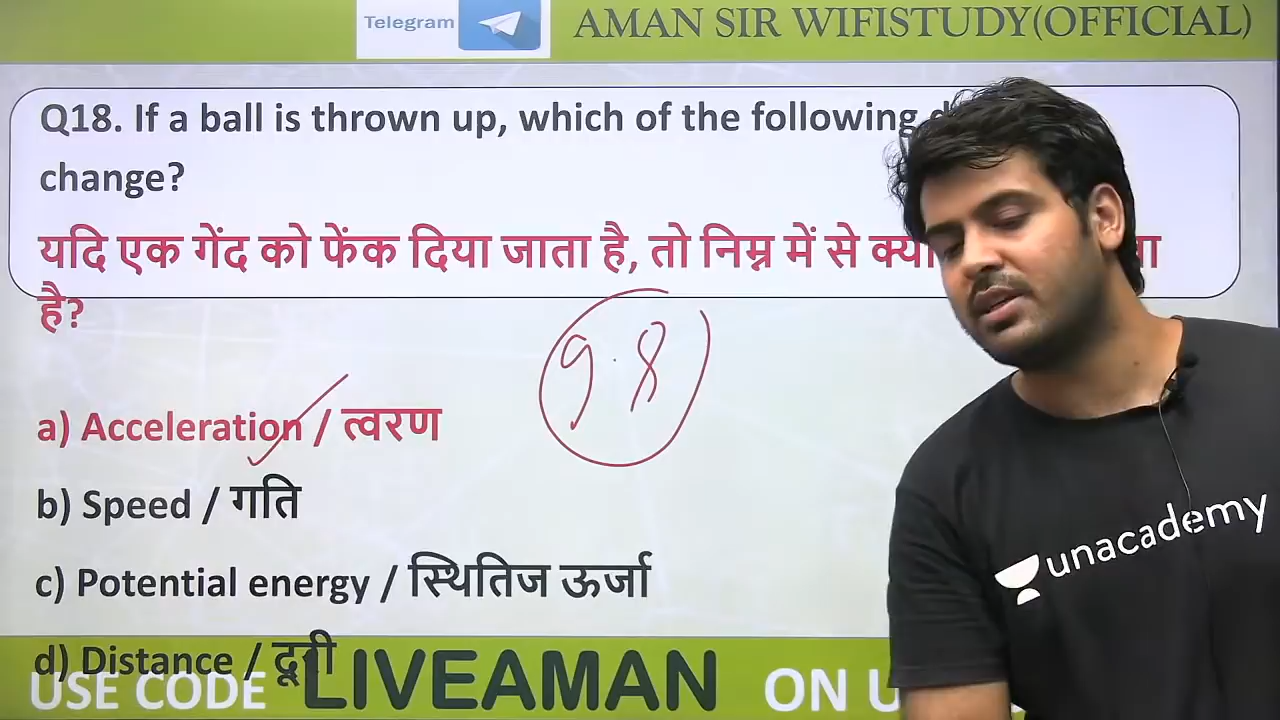 Telegram
AMAN SIR WIFISTUDY(OFFICIAL)
Q18. If a ball is thrown up, which of the following
change?
यदि एक गेंद को फेंक दिया जाता है, तो निम्न में से क्या
है?
9.8
a) Acceleration / त्वरण
b) Speed / गति
c) Potential energy / स्थितिज ऊर्जा
d) Distance / दूरी
USE CODE LIVEAMAN ON
unacademy